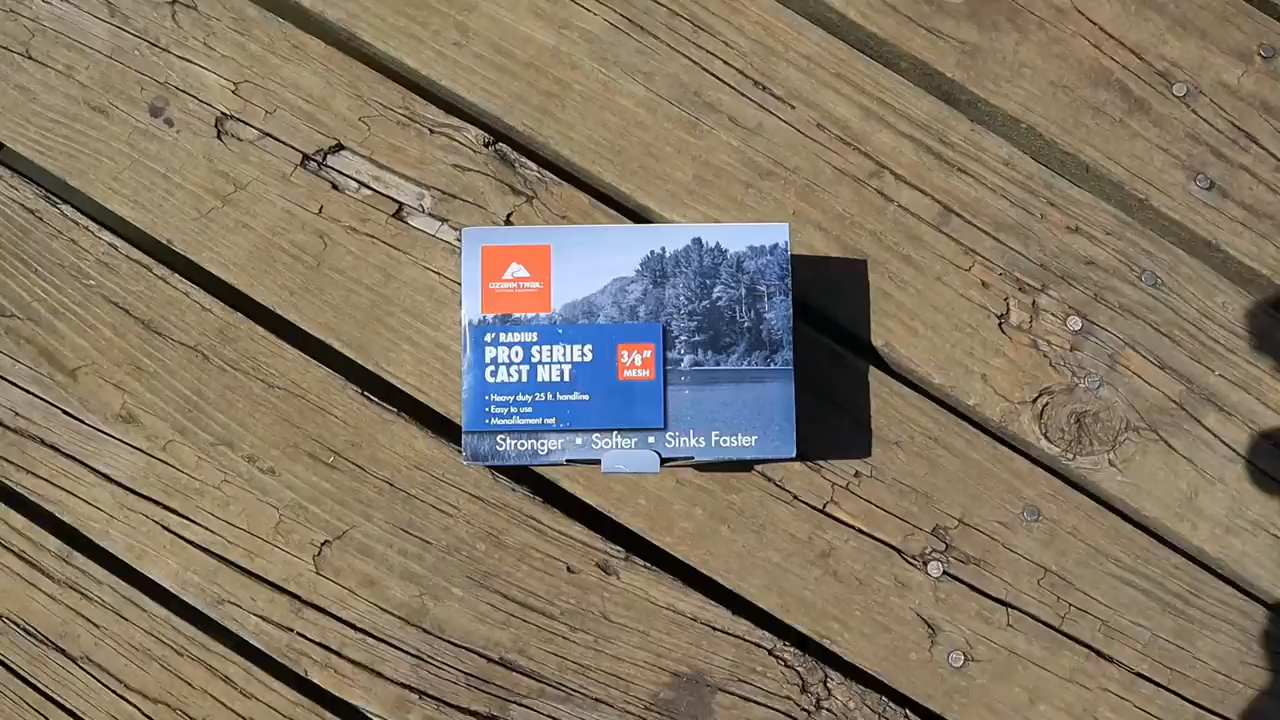 OZARK TRAIL
4' RADIUS
PRO SERIES
CAST NET
3/8"
MESH
• Heavy duty 25 ft. handline
• Easy to use
• Monofilament net
Stronger ▪ Softer ▪ Sinks Faster